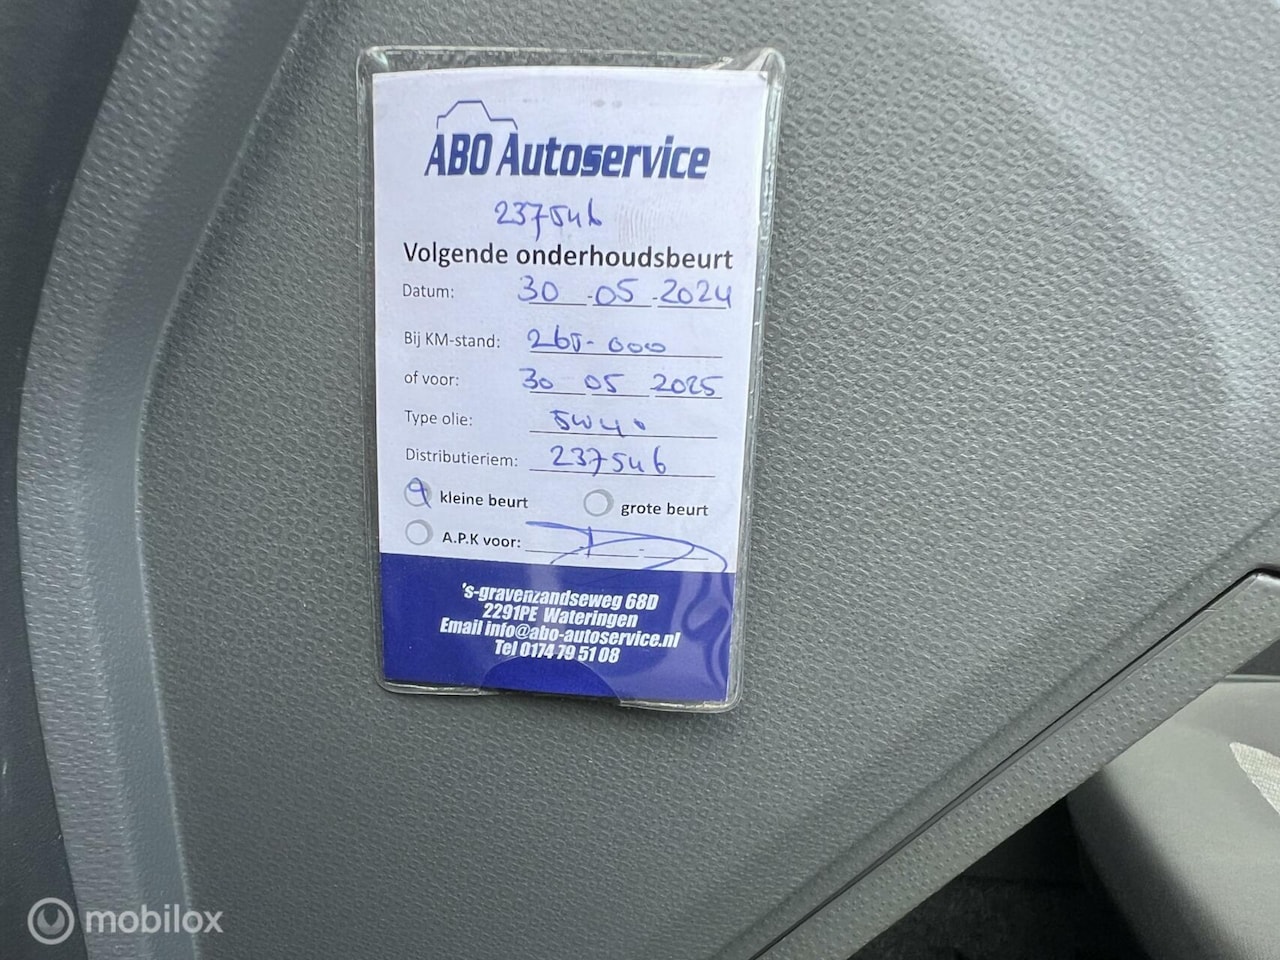 ABO Autoservice
237546
Volgende onderhoudsbeurt
Datum: 30 - 05 - 2024
Bij KM-stand: 265-000
of voor: 30 05 2025
Type olie: 5W40
Distributieriem: 237546
kleine beurt grote beurt
A.P.K voor:
's-gravenzandseweg 68D
2291PE Wateringen
Email info@abo-autoservice.nl
Tel 0174 79 51 08
mobilox